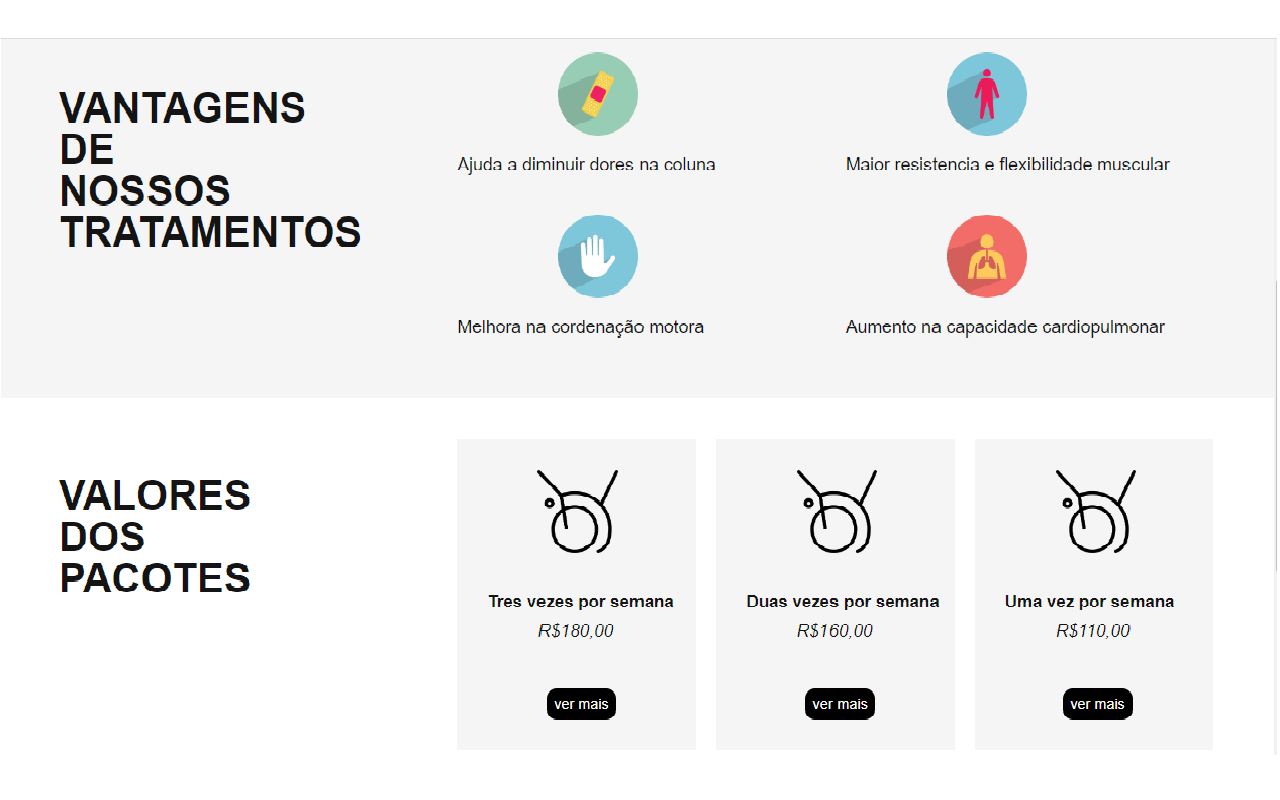 VANTAGENS
DE
NOSSOS
TRATAMENTOS
Ajuda a diminuir dores na coluna
Maior resistencia e flexibilidade muscular
Melhora na cordenação motora
Aumento na capacidade cardiopulmonar
VALORES
DOS
PACOTES
Tres vezes por semana
R$180,00
ver mais
Duas vezes por semana
R$160,00
ver mais
Uma vez por semana
R$110,00
ver mais